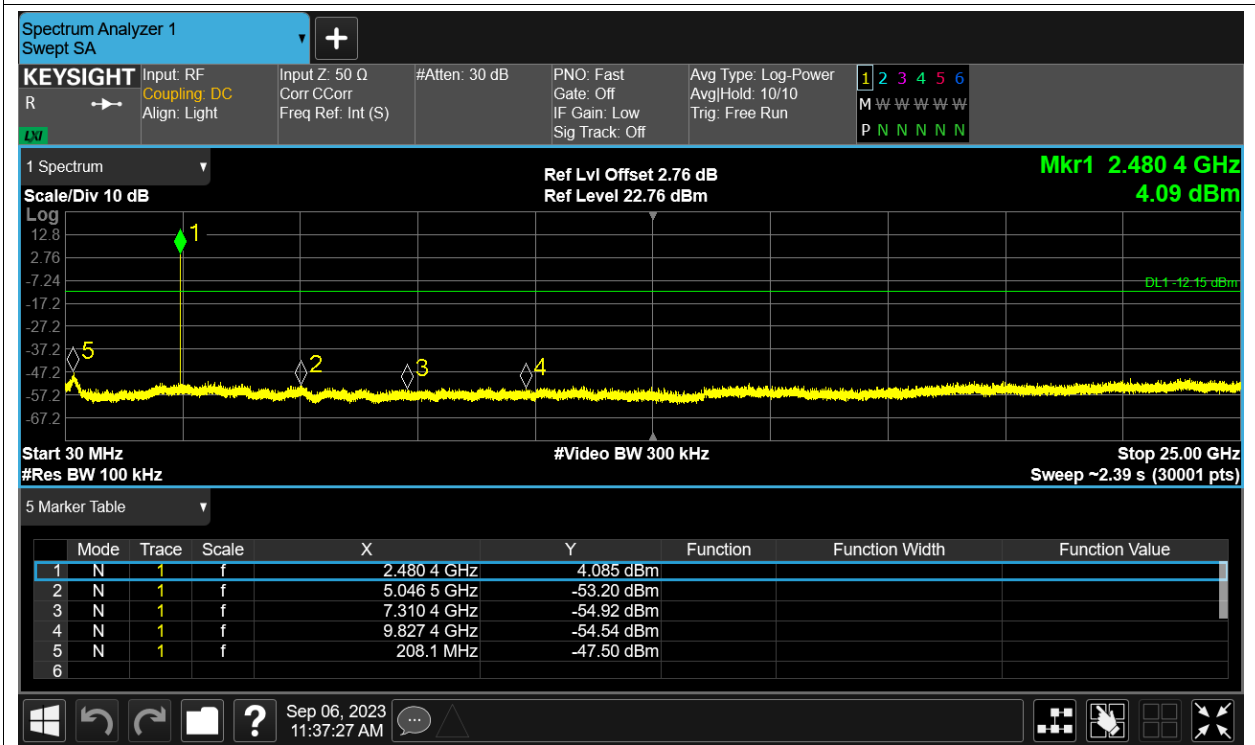 Spectrum Analyzer 1
Swept SA
KEYSIGHT
R
LXI
Input: RF
Coupling: DC
Align: Light
Input Z: 50 Ω
Corr CCorr
Freq Ref: Int (S)
#Atten: 30 dB
PNO: Fast
Gate: Off
IF Gain: Low
Sig Track: Off
Avg Type: Log-Power
Avg|Hold: 10/10
Trig: Free Run
1 2 3 4 5 6
M W W W W W
P N N N N N
1 Spectrum
Scale/Div 10 dB
Ref Lvl Offset 2.76 dB
Ref Level 22.76 dBm
Mkr1 2.480 4 GHz
4.09 dBm
Log
12.8
2.76
-7.24
-17.2
-27.2
-37.2
-47.2
-57.2
-67.2
1
5
2
3
4
DL1 -12.15 dBm
Start 30 MHz
#Video BW 300 kHz
Stop 25.00 GHz
#Res BW 100 kHz
Sweep ~2.39 s (30001 pts)
5 Marker Table
Mode Trace Scale X Y Function Function Width Function Value
1 N 1 f 2.480 4 GHz 4.085 dBm
2 N 1 f 5.046 5 GHz -53.20 dBm
3 N 1 f 7.310 4 GHz -54.92 dBm
4 N 1 f 9.827 4 GHz -54.54 dBm
5 N 1 f 208.1 MHz -47.50 dBm
6
?
Sep 06, 2023
11:37:27 AM